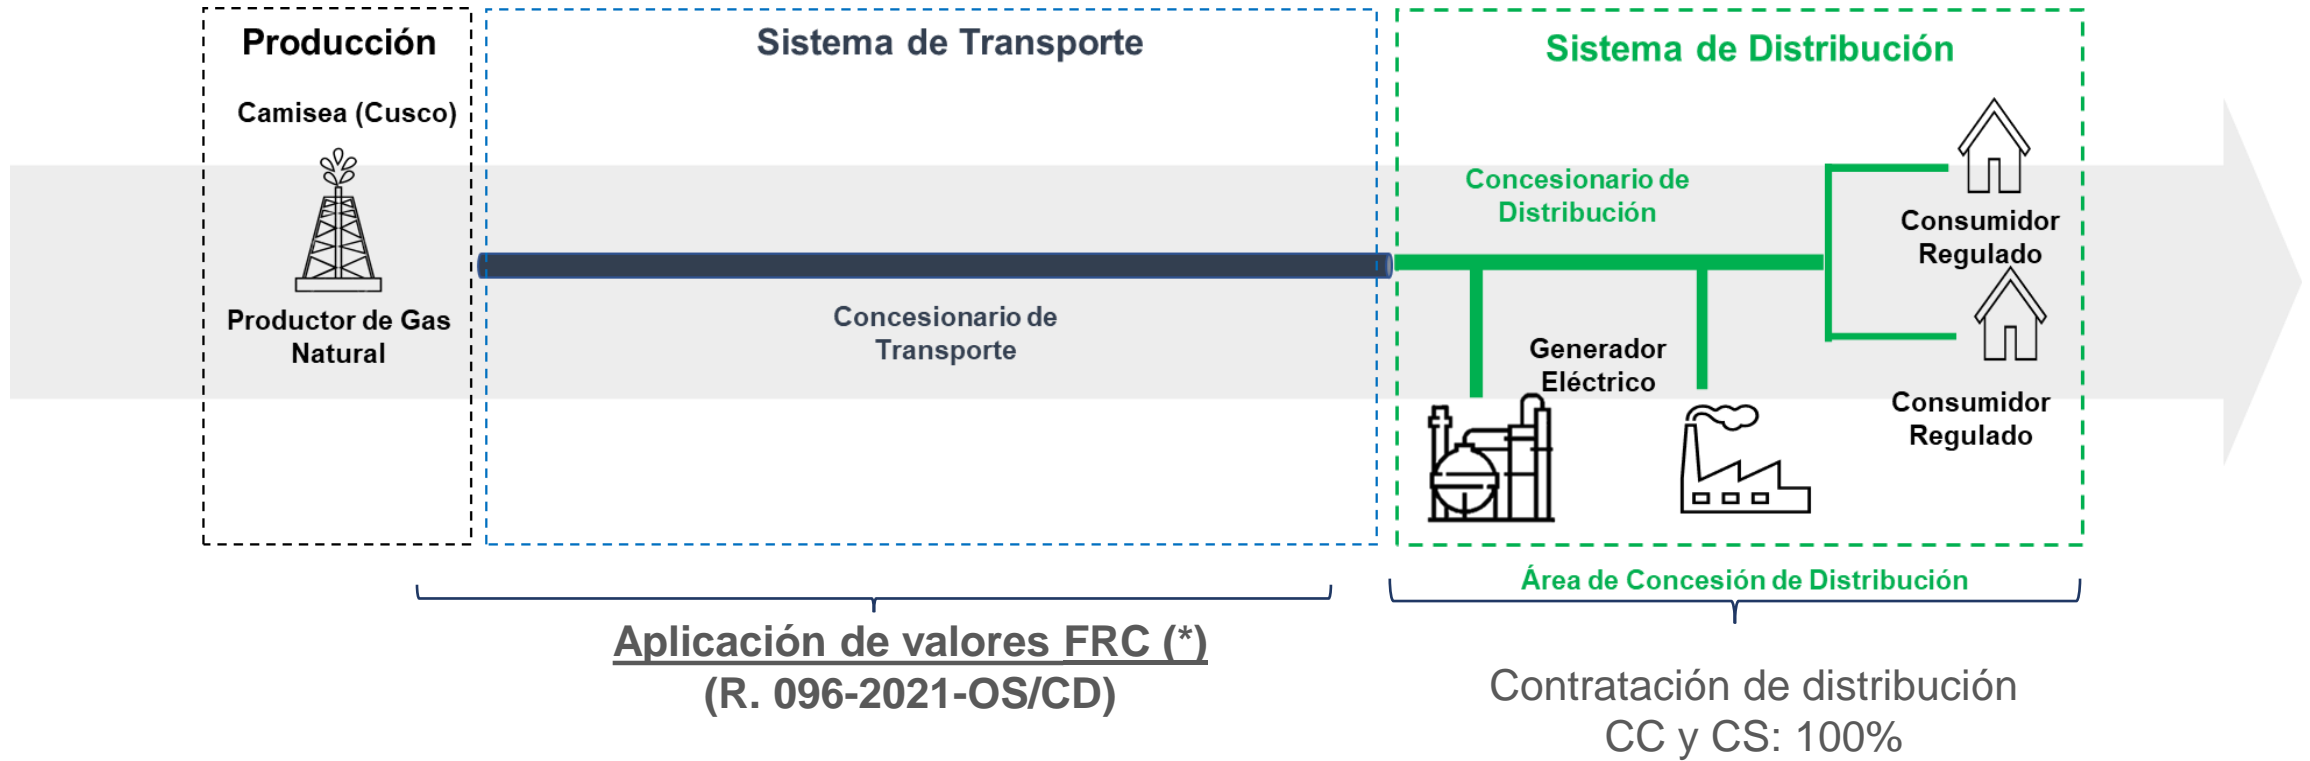 Producción
Camisea (Cusco)
Productor de Gas
Natural
Sistema de Transporte
Concesionario de
Transporte
Sistema de Distribución
Concesionario de
Distribución
Consumidor
Regulado
Generador
Eléctrico
Consumidor
Regulado
Área de Concesión de Distribución
Aplicación de valores FRC (*)
(R. 096-2021-OS/CD)
Contratación de distribución
CC y CS: 100%